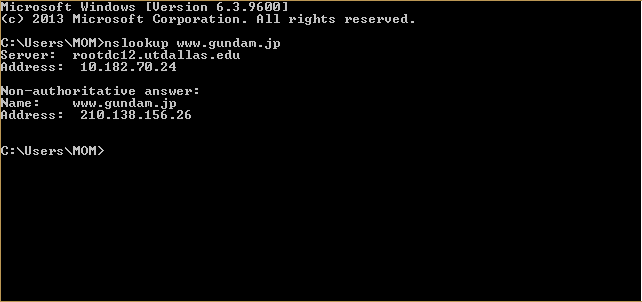 Microsoft Windows [Version 6.3.9600]
(c) 2013 Microsoft Corporation. All rights reserved.
C:\Users\MOM>nslookup www.gundam.jp
Server:  rootdc12.utdallas.edu
Address:  10.182.70.24
Non-authoritative answer:
Name:    www.gundam.jp
Address:  210.138.156.26
C:\Users\MOM>